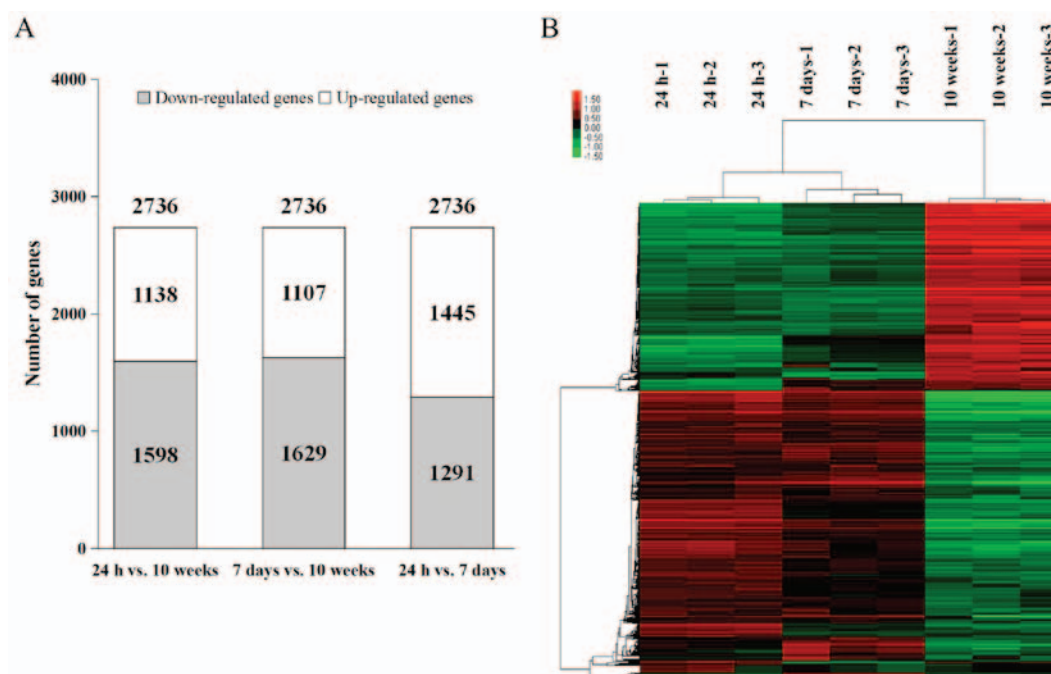 A
4000
Down-regulated genes
Up-regulated genes
3000
2736
2736
2736
1138
1107
1445
Number of genes
2000
1000
1598
1629
1291
0
24 h vs. 10 weeks
7 days vs. 10 weeks
24 h vs. 7 days
B
24 h-1
24 h-2
24 h-3
7 days-1
7 days-2
7 days-3
10 weeks-1
10 weeks-2
10 weeks-3
1:50
1:00
0:50
0:00
-0:50
-1:00
-1:50